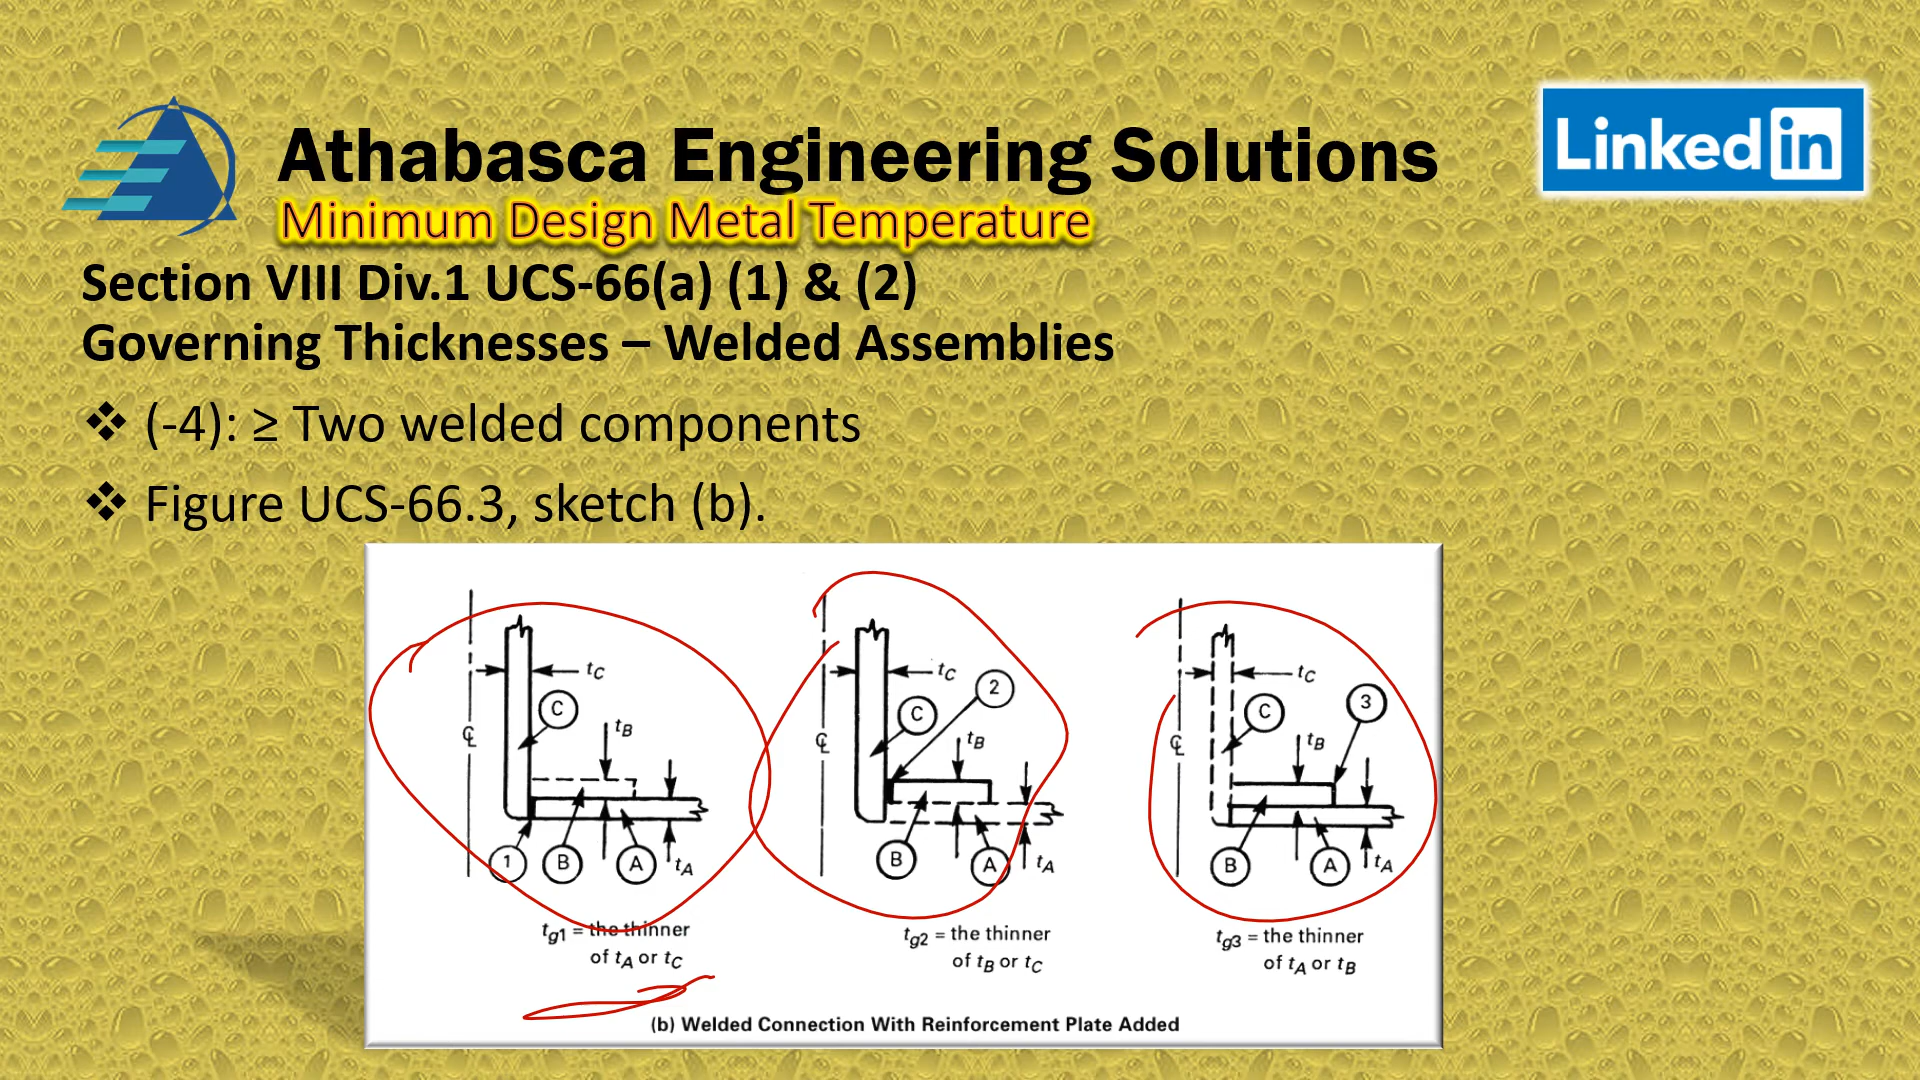 Athabasca Engineering Solutions
Linked in
Minimum Design Metal Temperature
Section VIII Div.1 UCS-66(a) (1) & (2)
Governing Thicknesses – Welded Assemblies
❖ (-4): ≥ Two welded components
❖ Figure UCS-66.3, sketch (b).
tC
C
tB
℄
1
B
A
tA
tg1 = the thinner
of tA or tC
tC
2
C
tB
℄
B
A
tA
tg2 = the thinner
of tB or tC
tC
C
3
tB
℄
B
A
tA
tg3 = the thinner
of tA or tB
(b) Welded Connection With Reinforcement Plate Added